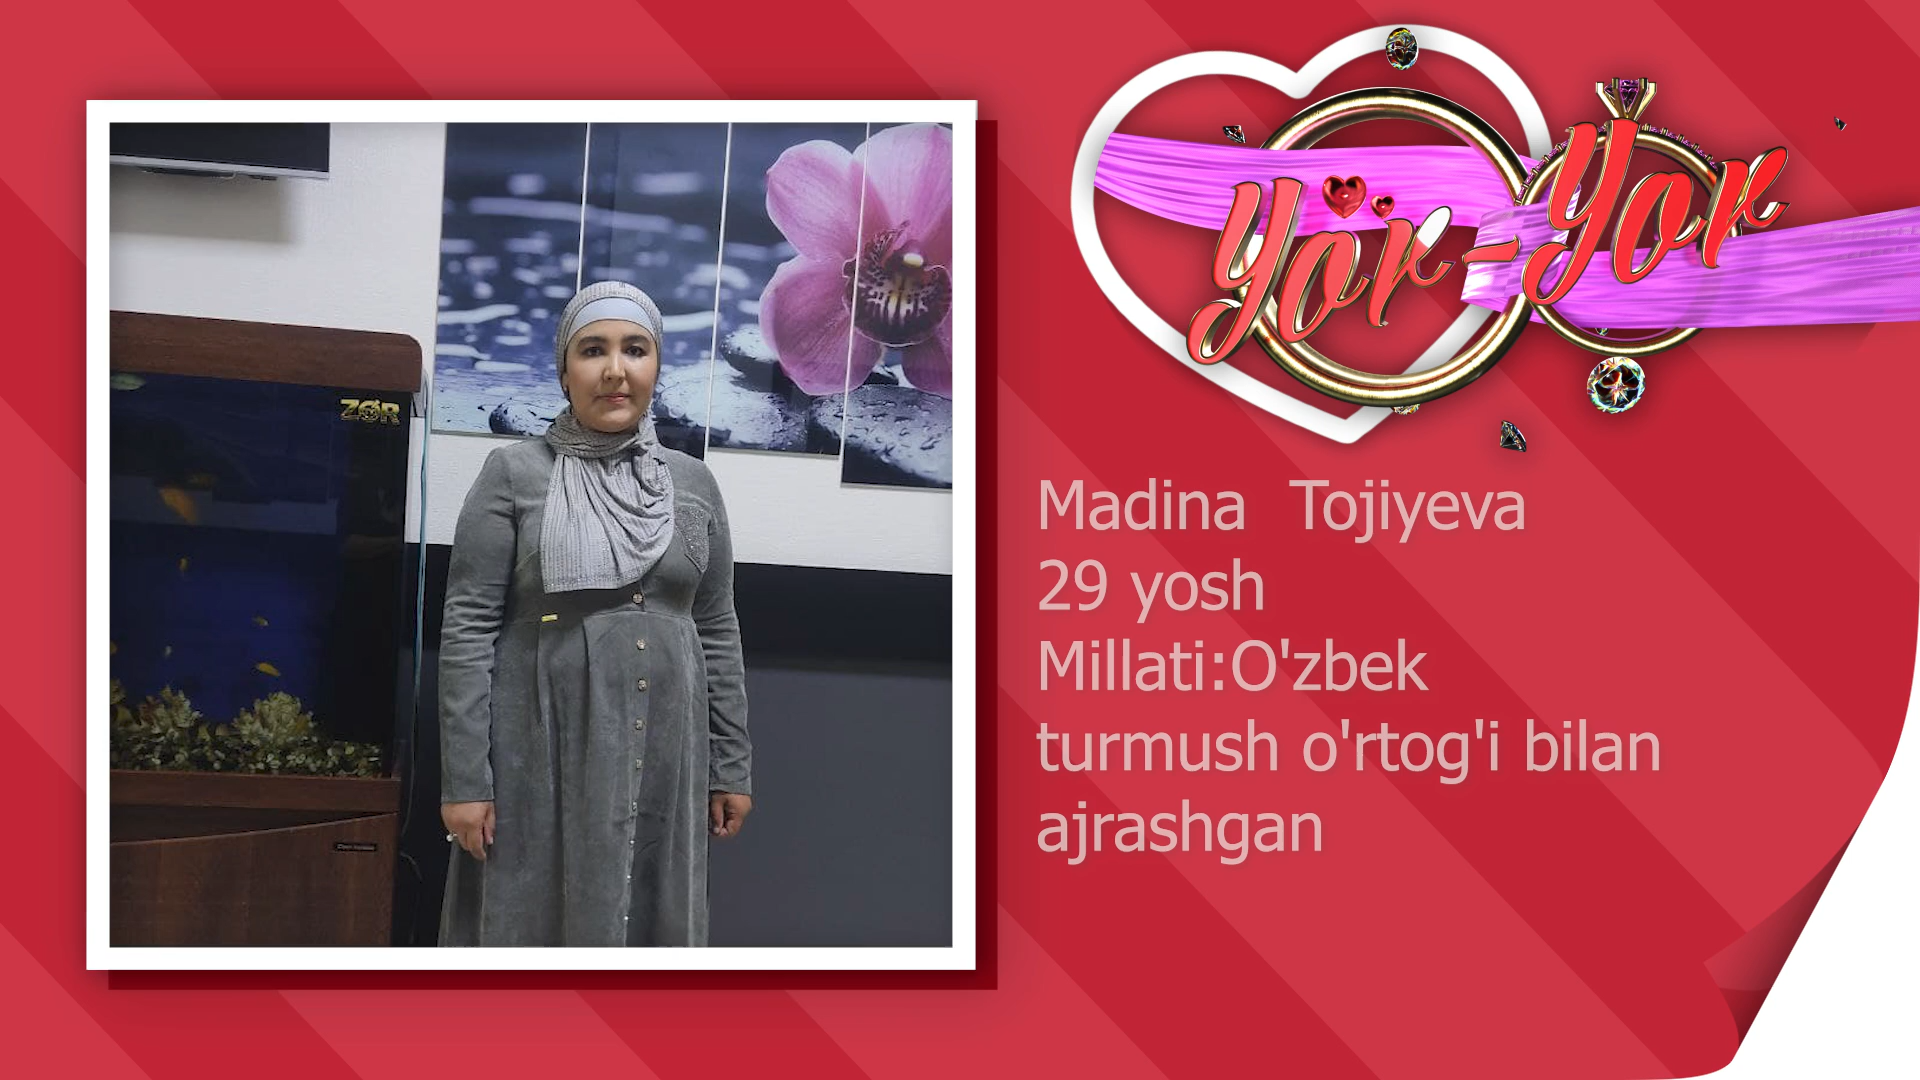 Yor-Yor
ZOR
Madina Tojiyeva
29 yosh
Millati:O'zbek
turmush o'rtog'i bilan
ajrashgan